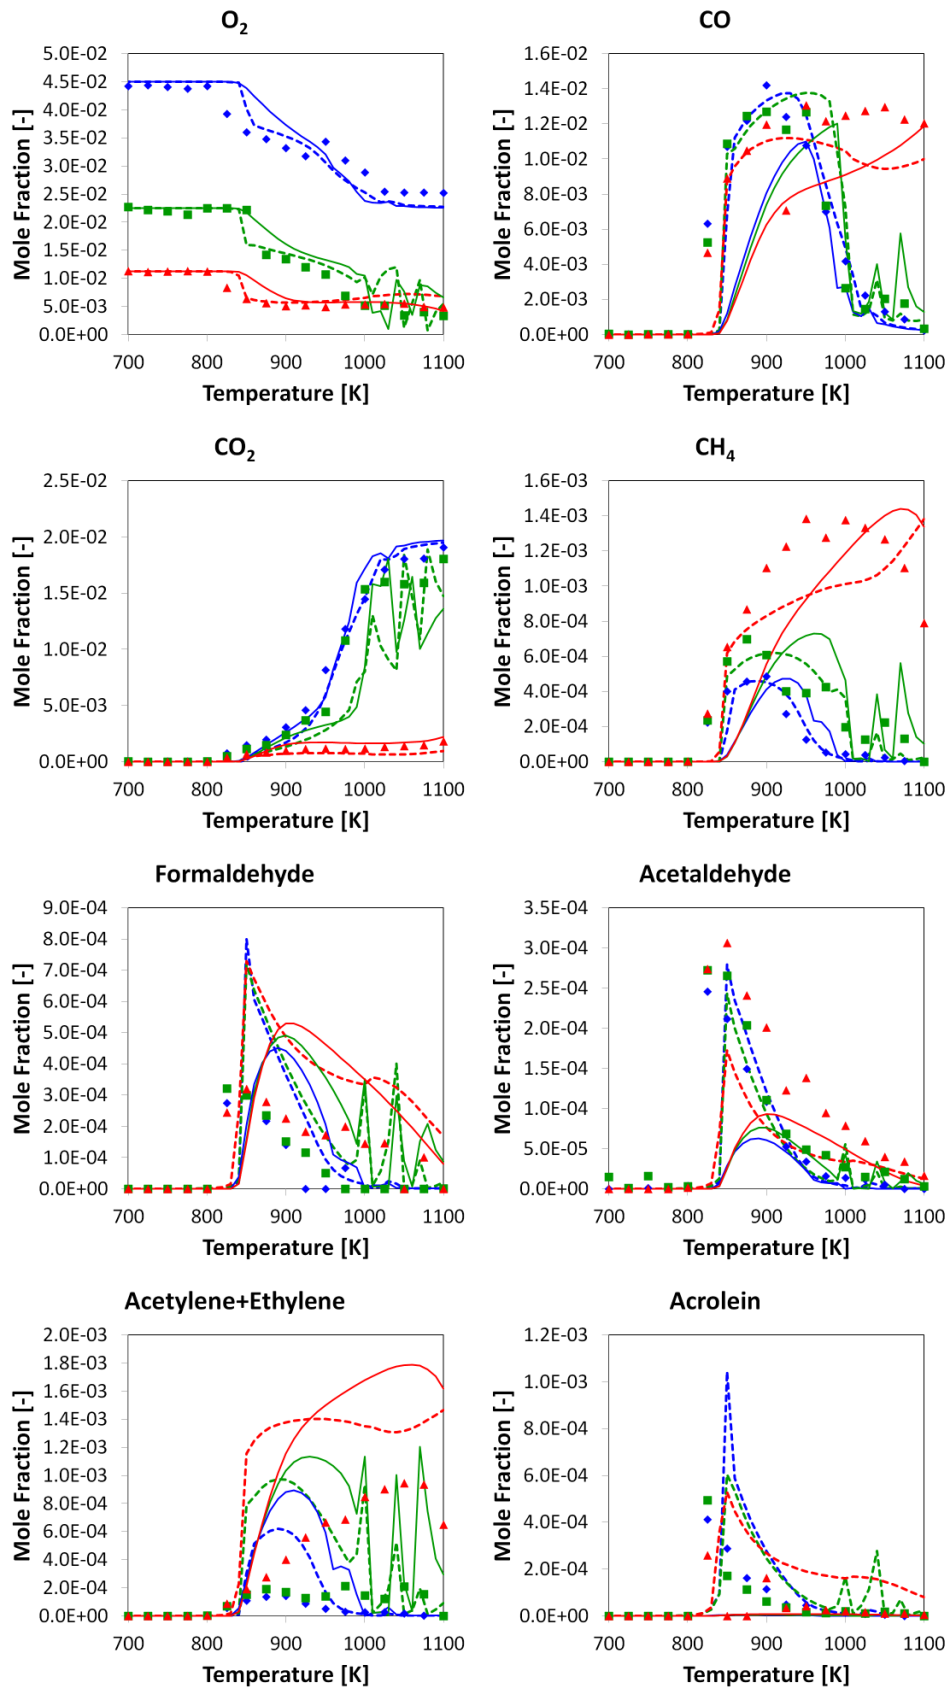 O2
CO
5.0E-02
4.5E-02
4.0E-02
3.5E-02
3.0E-02
2.5E-02
2.0E-02
1.5E-02
1.0E-02
5.0E-03
0.0E+00
Mole Fraction [-]
700 800 900 1000 1100
Temperature [K]
1.6E-02
1.4E-02
1.2E-02
1.0E-02
8.0E-03
6.0E-03
4.0E-03
2.0E-03
0.0E+00
Mole Fraction [-]
700 800 900 1000 1100
Temperature [K]
CO2
CH4
2.5E-02
2.0E-02
1.5E-02
1.0E-02
5.0E-03
0.0E+00
Mole Fraction [-]
700 800 900 1000 1100
Temperature [K]
1.6E-03
1.4E-03
1.2E-03
1.0E-03
8.0E-04
6.0E-04
4.0E-04
2.0E-04
0.0E+00
Mole Fraction [-]
700 800 900 1000 1100
Temperature [K]
Formaldehyde
Acetaldehyde
9.0E-04
8.0E-04
7.0E-04
6.0E-04
5.0E-04
4.0E-04
3.0E-04
2.0E-04
1.0E-04
0.0E+00
Mole Fraction [-]
700 800 900 1000 1100
Temperature [K]
3.5E-04
3.0E-04
2.5E-04
2.0E-04
1.5E-04
1.0E-04
5.0E-05
0.0E+00
Mole Fraction [-]
700 800 900 1000 1100
Temperature [K]
Acetylene+Ethylene
Acrolein
2.0E-03
1.8E-03
1.6E-03
1.4E-03
1.2E-03
1.0E-03
8.0E-04
6.0E-04
4.0E-04
2.0E-04
0.0E+00
Mole Fraction [-]
700 800 900 1000 1100
Temperature [K]
1.2E-03
1.0E-03
8.0E-04
6.0E-04
4.0E-04
2.0E-04
0.0E+00
Mole Fraction [-]
700 800 900 1000 1100
Temperature [K]